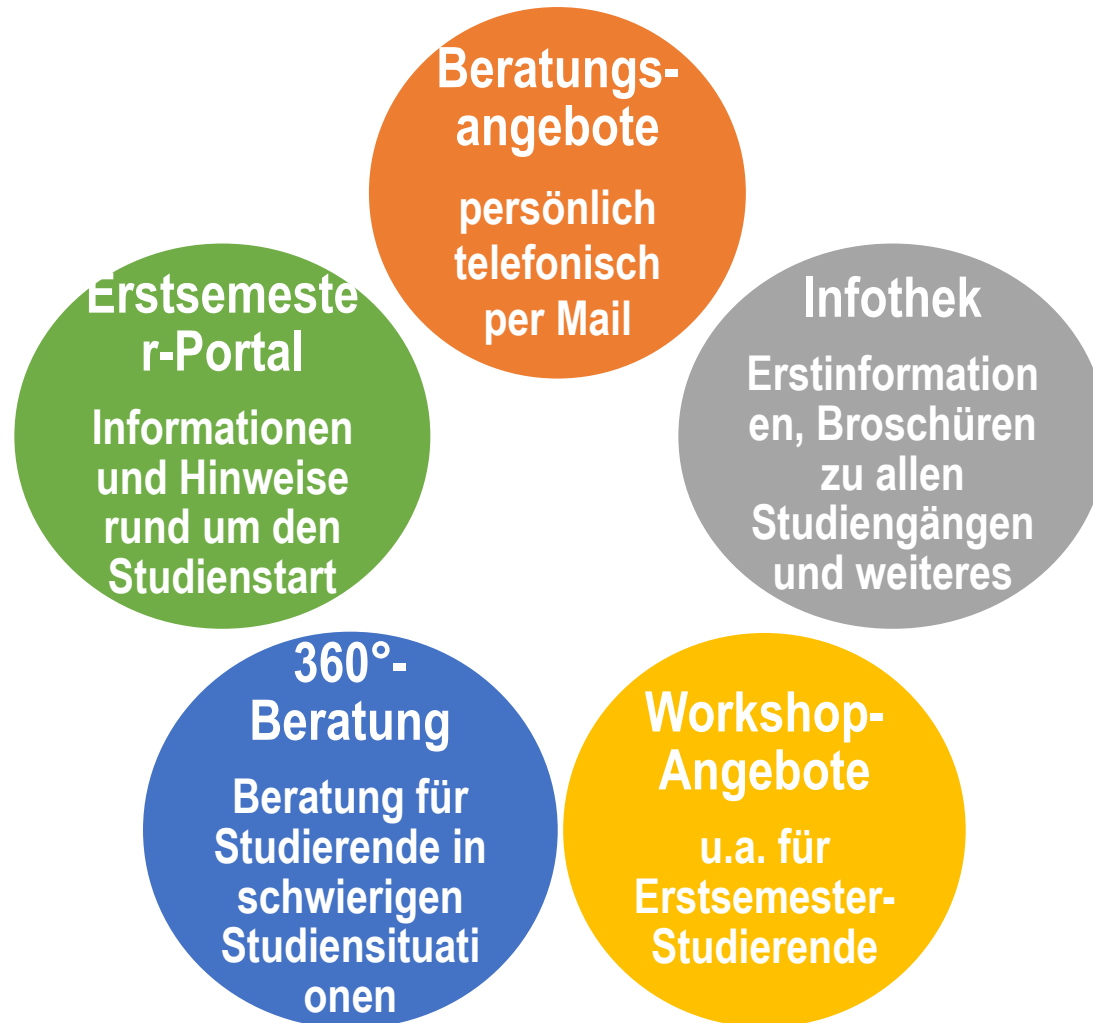 Beratungs-
angebote
persönlich
telefonisch
per Mail
Infothek
Erstinformation
en, Broschüren
zu allen
Studiengängen
und weiteres
Workshop-
Angebote
u.a. für
Erstsemester-
Studierende
360°-
Beratung
Beratung für
Studierende in
schwierigen
Studiensituati
onen
Erstsemeste
r-Portal
Informationen
und Hinweise
rund um den
Studienstart